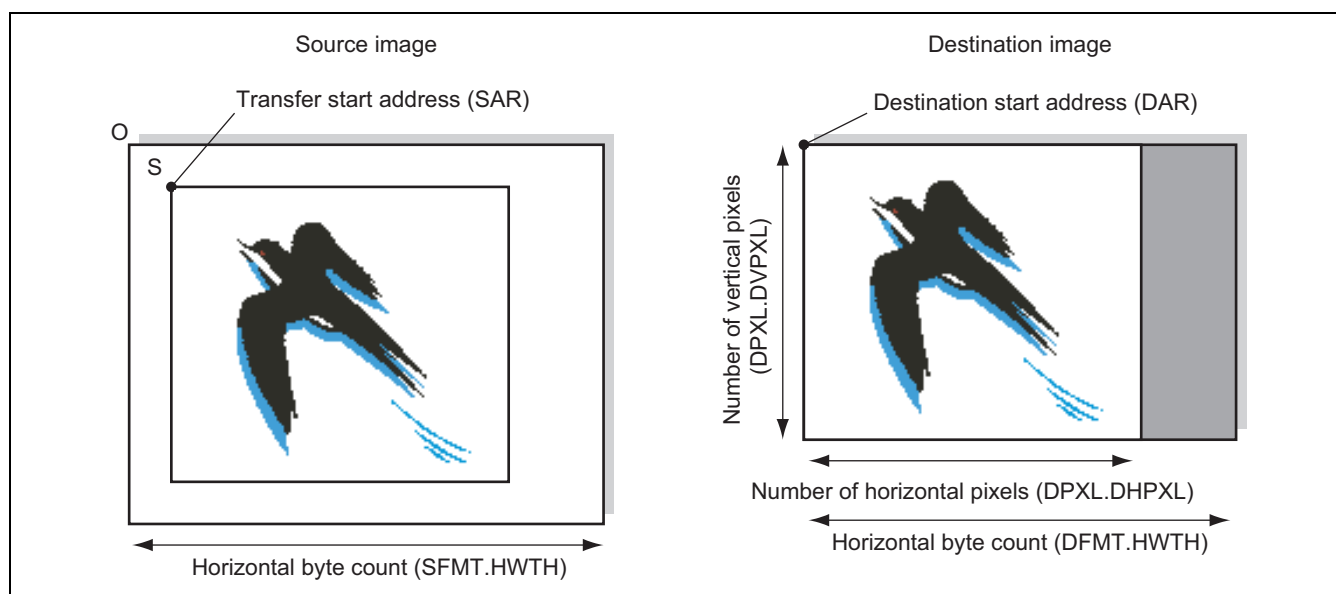 Source image
Transfer start address (SAR)
O
S
Horizontal byte count (SFMT.HWTH)
Destination image
Destination start address (DAR)
Number of vertical pixels
(DPXL.DVPXL)
Number of horizontal pixels (DPXL.DHPXL)
Horizontal byte count (DFMT.HWTH)